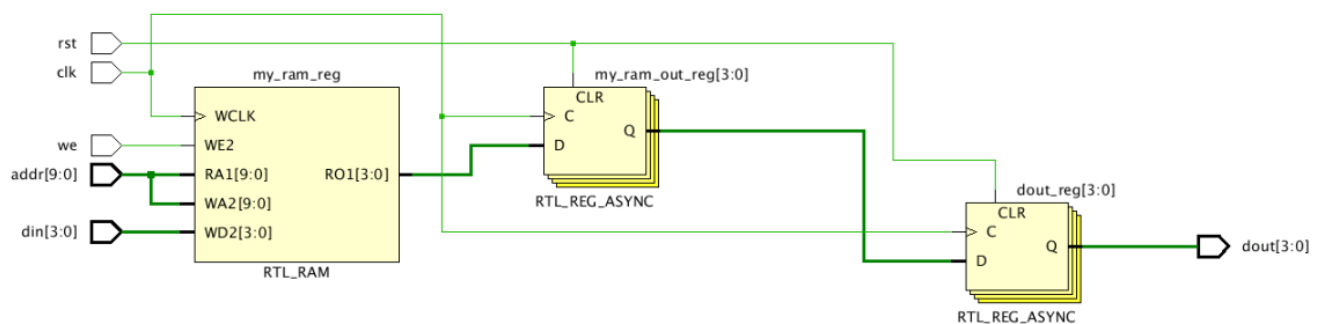 rst
clk
we
addr[9:0]
din[3:0]
my_ram_reg
WCLK
WE2
RA1[9:0]
RO1[3:0]
WA2[9:0]
WD2[3:0]
RTL_RAM
my_ram_out_reg[3:0]
CLR
C
Q
D
RTL_REG_ASYNC
dout_reg[3:0]
CLR
C
Q
D
RTL_REG_ASYNC
dout[3:0]